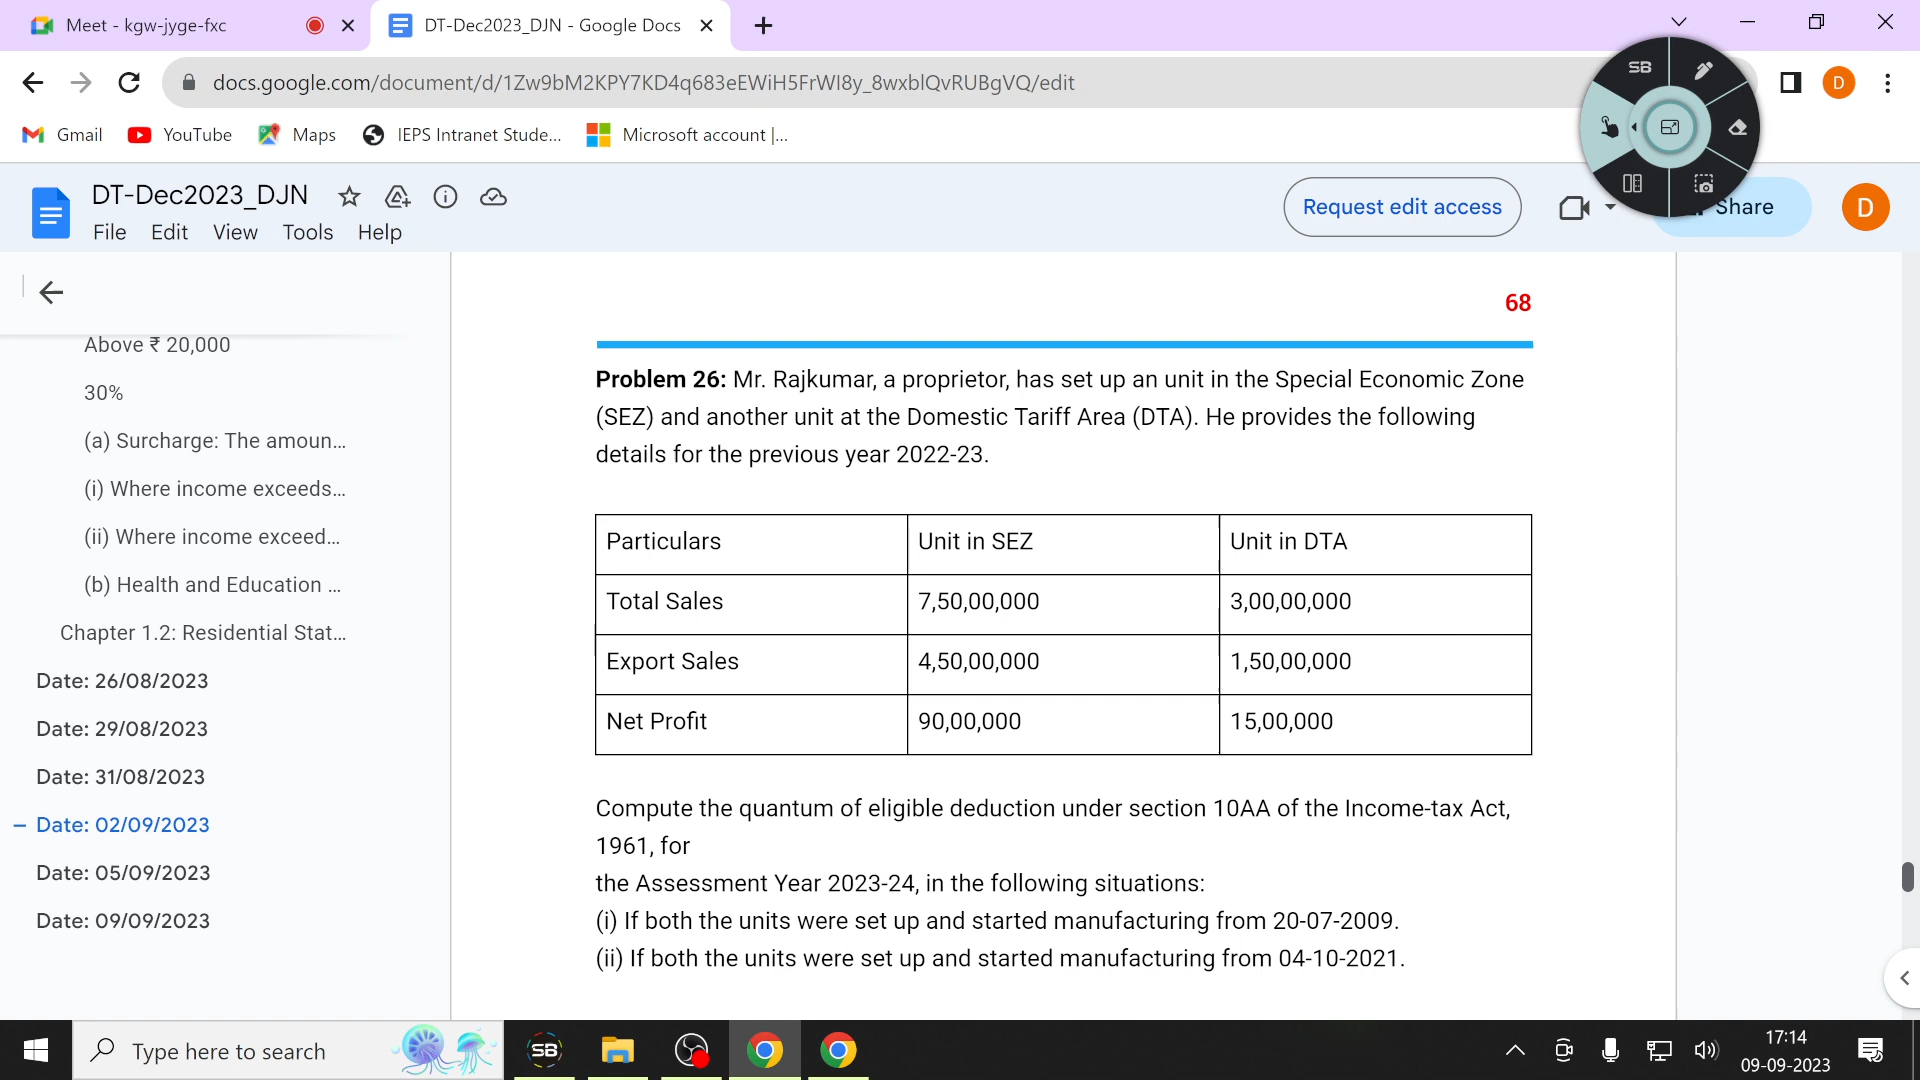 Meet - kgw-jyge-fxc
DT-Dec2023_DJN - Google Docs
docs.google.com/document/d/1Zw9bM2KPY7KD4q683eEWiH5FrWI8y_8wxblQvRUBgVQ/edit
SB
D
Gmail
YouTube
Maps
IEPS Intranet Stude...
Microsoft account |...
DT-Dec2023_DJN
File Edit View Tools Help
Request edit access
Share
D
Above ₹ 20,000
30%
(a) Surcharge: The amoun...
(i) Where income exceeds...
(ii) Where income exceed...
(b) Health and Education ...
Chapter 1.2: Residential Stat...
Date: 26/08/2023
Date: 29/08/2023
Date: 31/08/2023
Date: 02/09/2023
Date: 05/09/2023
Date: 09/09/2023
68
Problem 26: Mr. Rajkumar, a proprietor, has set up an unit in the Special Economic Zone
(SEZ) and another unit at the Domestic Tariff Area (DTA). He provides the following
details for the previous year 2022-23.
Particulars Unit in SEZ Unit in DTA
Total Sales 7,50,00,000 3,00,00,000
Export Sales 4,50,00,000 1,50,00,000
Net Profit 90,00,000 15,00,000
Compute the quantum of eligible deduction under section 10AA of the Income-tax Act,
1961, for
the Assessment Year 2023-24, in the following situations:
(i) If both the units were set up and started manufacturing from 20-07-2009.
(ii) If both the units were set up and started manufacturing from 04-10-2021.
Type here to search
SB
17:14
09-09-2023